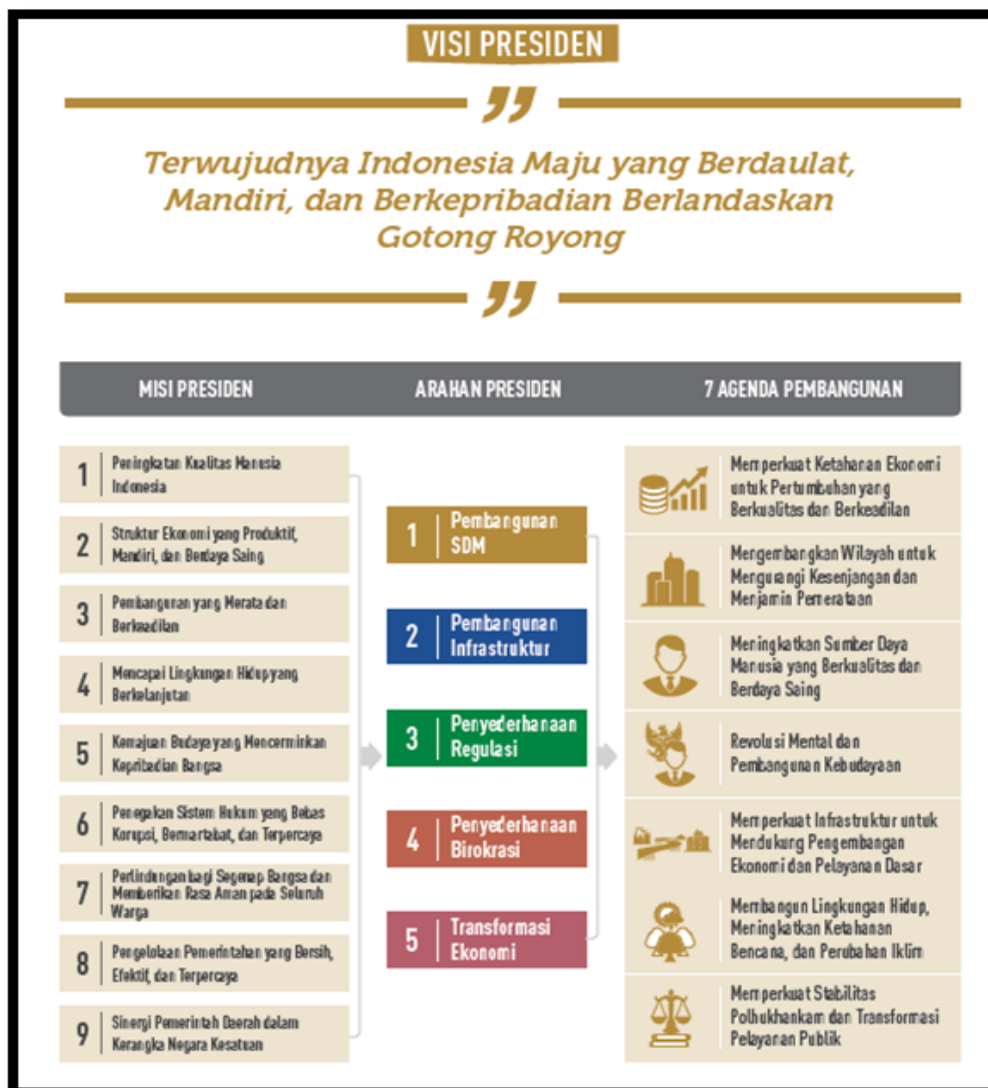 VISI PRESIDEN
”
Terwujudnya Indonesia Maju yang Berdaulat,
Mandiri, dan Berkepribadian Berlandaskan
Gotong Royong
”
MISI PRESIDEN
1
Peningkatan Kualitas Manusia
Indonesia
2
Struktur Ekonomi yang Produktif,
Mandiri, dan Berdaya Saing
3
Pembangunan yang Merata dan
Berkeadilan
4
Mencapai Lingkungan Hidup yang
Berkelanjutan
5
Kemajuan Budaya yang Mencerminkan
Kepribadian Bangsa
6
Penegakan Sistem Hukum yang Bebas
Korupsi, Bermartabat, dan Terpercaya
7
Perlindungan bagi Segenap Bangsa dan
Memberikan Rasa Aman pada Seluruh
Warga
8
Pengelolaan Pemerintahan yang Bersih,
Efektif, dan Terpercaya
9
Sinergi Pemerintah Daerah dalam
Kerangka Negara Kesatuan
ARAHAN PRESIDEN
1
Pembangunan
SDM
2
Pembangunan
Infrastruktur
3
Penyederhanaan
Regulasi
4
Penyederhanaan
Birokrasi
5
Transformasi
Ekonomi
7 AGENDA PEMBANGUNAN
Memperkuat Ketahanan Ekonomi
untuk Pertumbuhan yang
Berkualitas dan Berkeadilan
Mengembangkan Wilayah untuk
Mengurangi Kesenjangan dan
Menjamin Pemerataan
Meningkatkan Sumber Daya
Manusia yang Berkualitas dan
Berdaya Saing
Revolusi Mental dan
Pembangunan Kebudayaan
Memperkuat Infrastruktur untuk
Mendukung Pengembangan
Ekonomi dan Pelayanan Dasar
Membangun Lingkungan Hidup,
Meningkatkan Ketahanan
Bencana, dan Perubahan Iklim
Memperkuat Stabilitas
Polhukhankam dan Transformasi
Pelayanan Publik